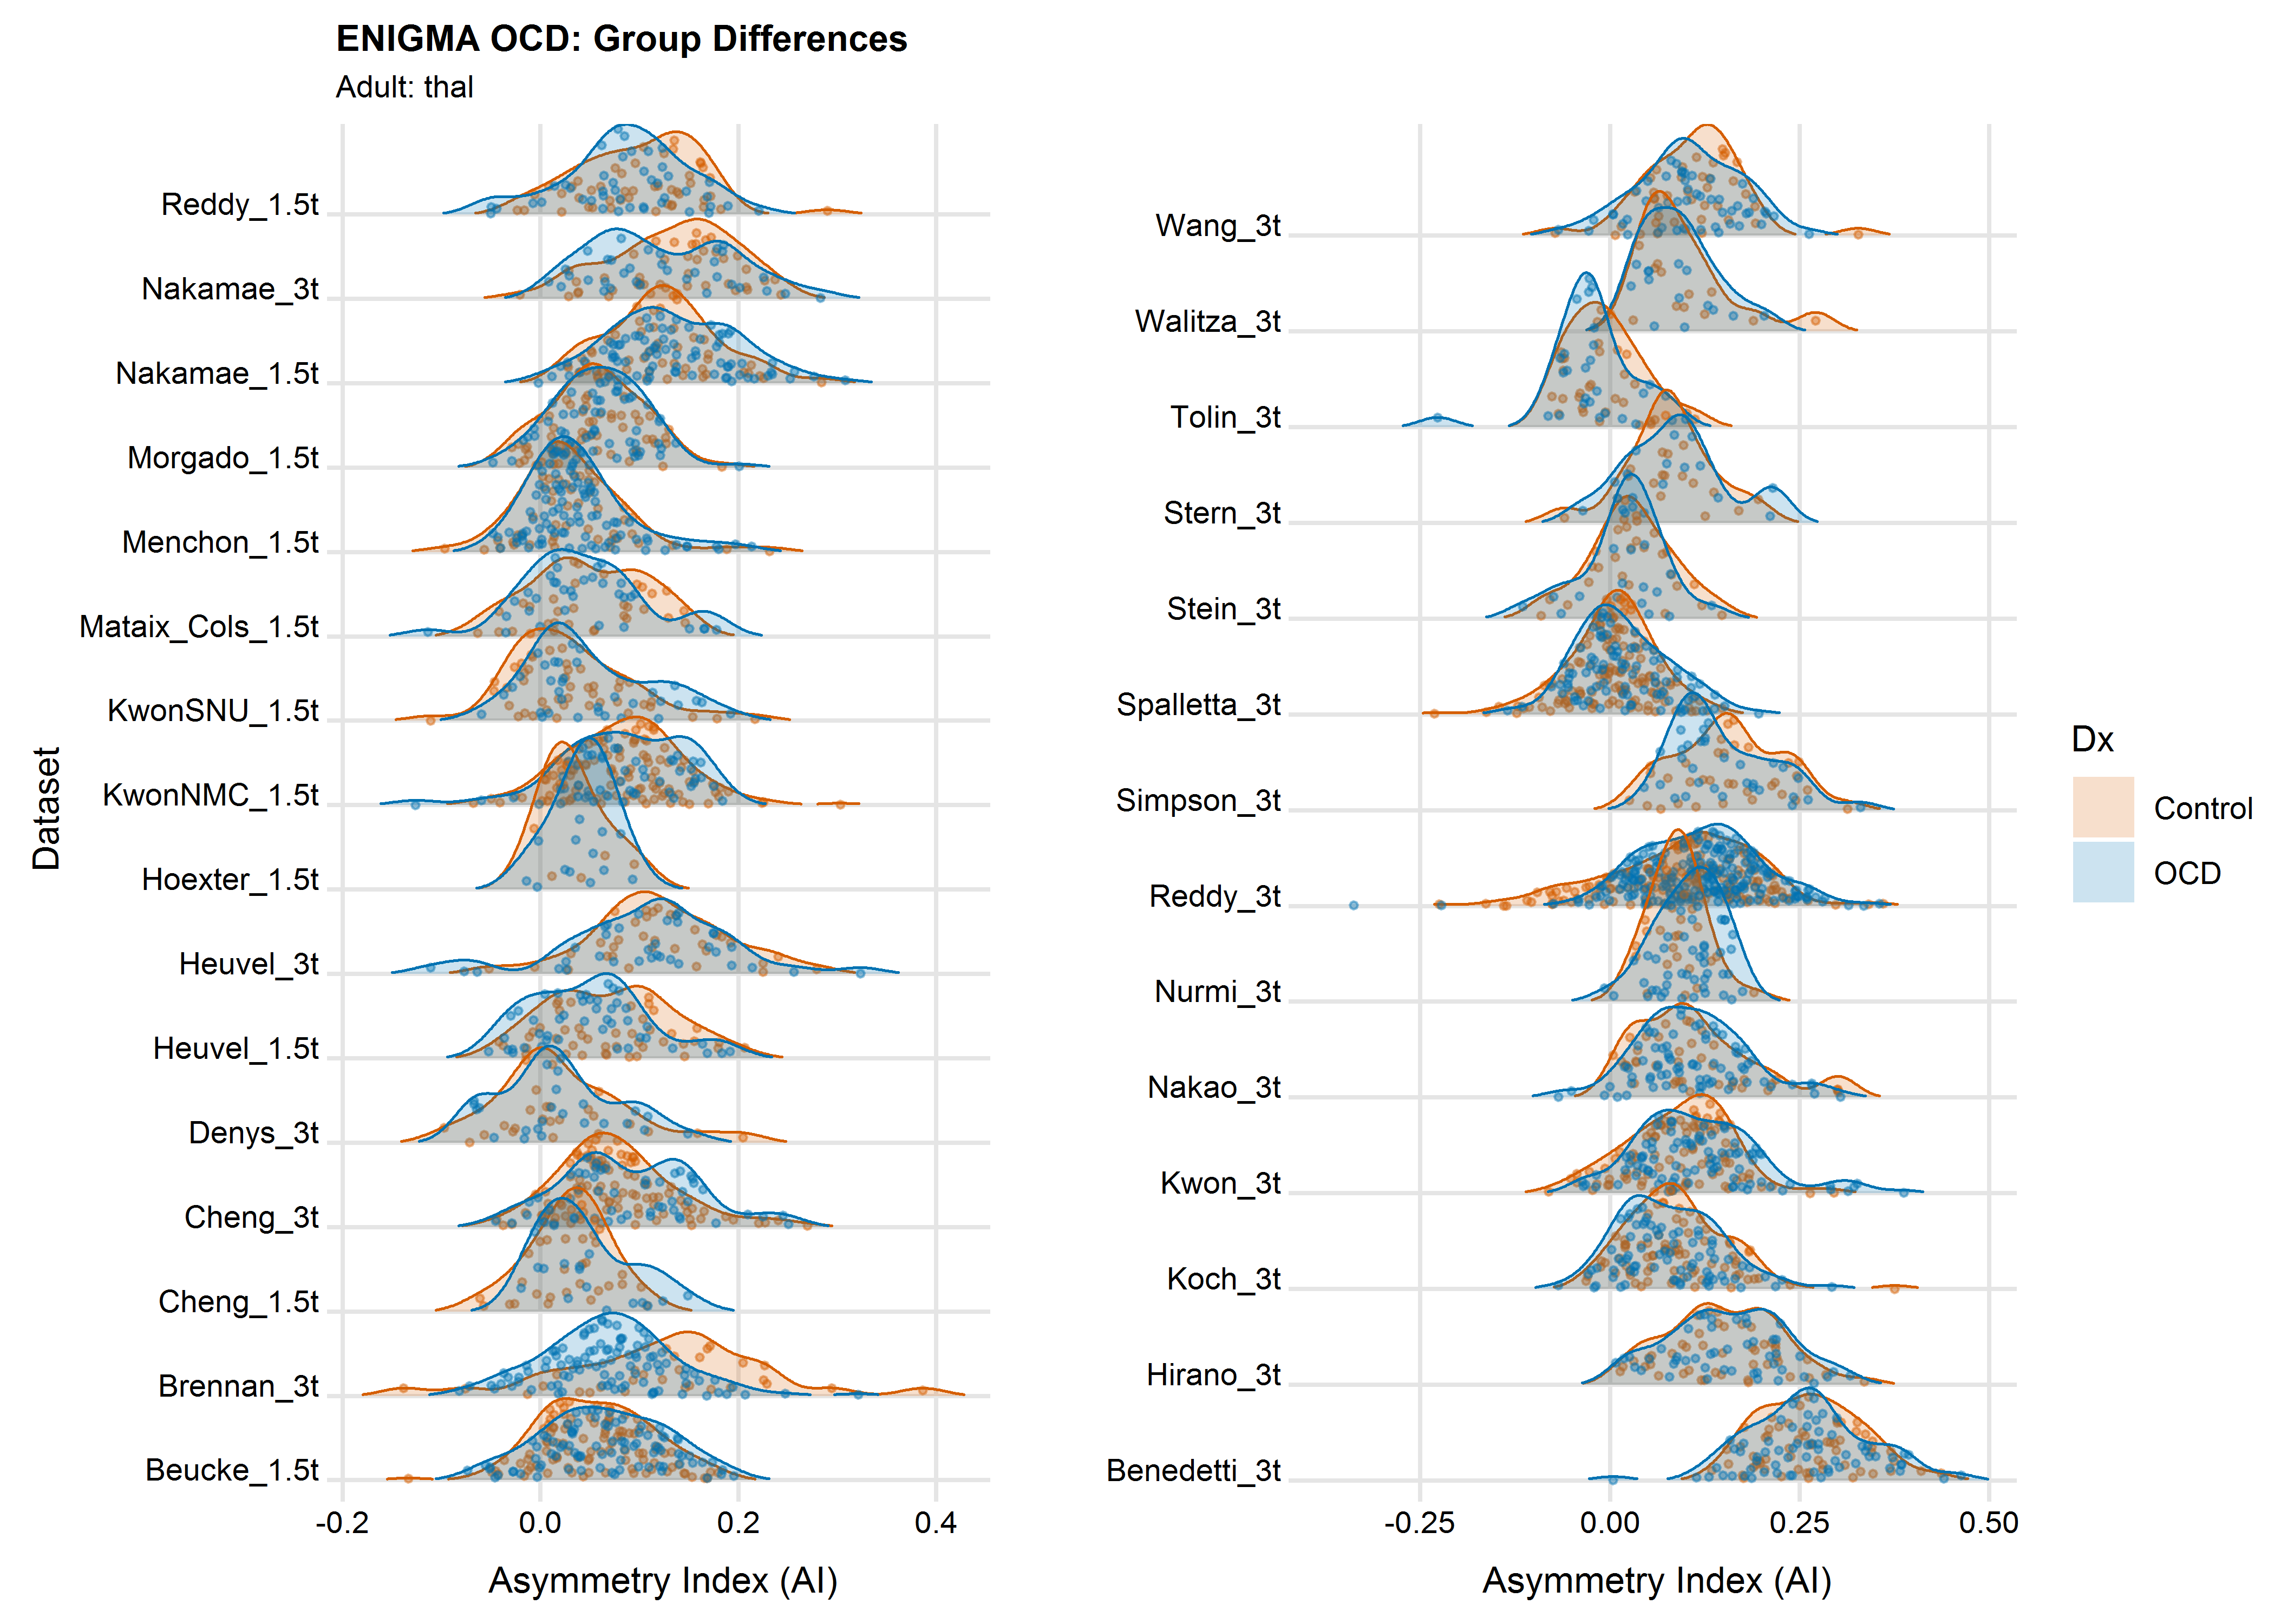 ENIGMA OCD: Group Differences
Adult: thal
Dataset
Reddy_1.5t
Nakamae_3t
Nakamae_1.5t
Morgado_1.5t
Menchon_1.5t
Mataix_Cols_1.5t
KwonSNU_1.5t
KwonNMC_1.5t
Hoexter_1.5t
Heuvel_3t
Heuvel_1.5t
Denys_3t
Cheng_3t
Cheng_1.5t
Brennan_3t
Beucke_1.5t
-0.2 0.0 0.2 0.4
Asymmetry Index (AI)
Wang_3t
Walitza_3t
Tolin_3t
Stern_3t
Stein_3t
Spalletta_3t
Simpson_3t
Reddy_3t
Nurmi_3t
Nakao_3t
Kwon_3t
Koch_3t
Hirano_3t
Benedetti_3t
-0.25 0.00 0.25 0.50
Asymmetry Index (AI)
Dx
Control
OCD